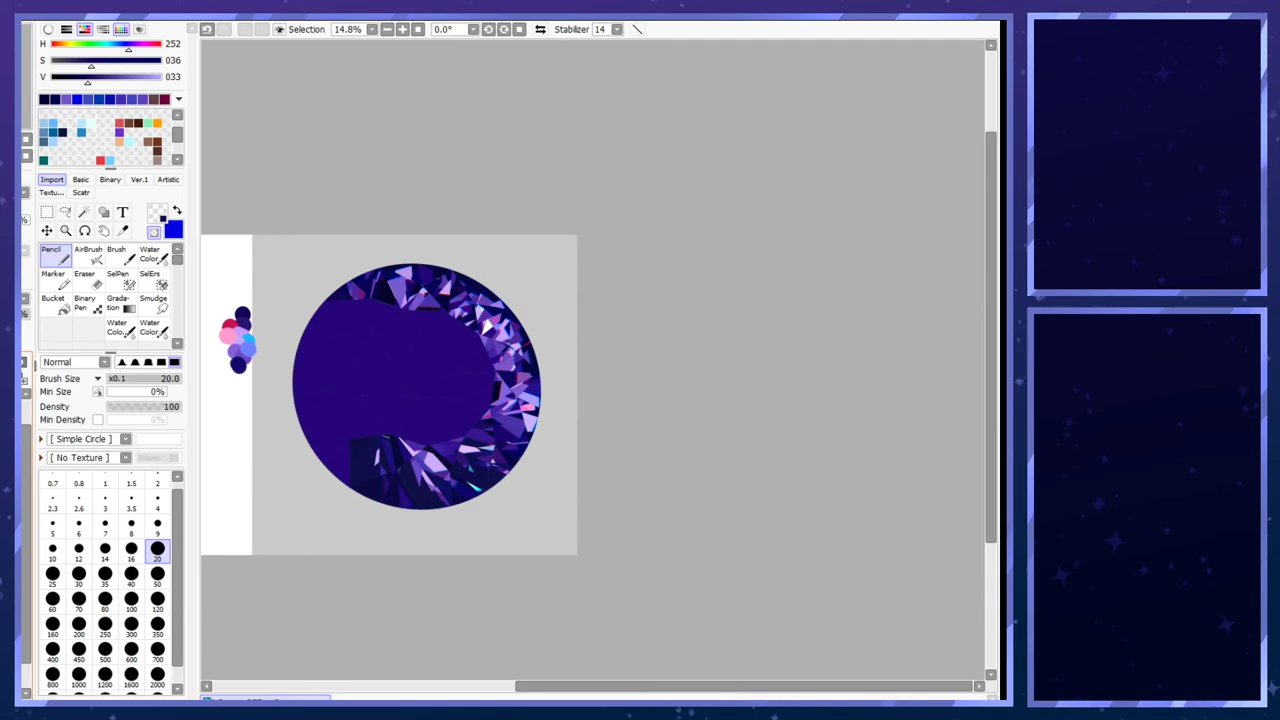 Selection 14.8% 0.0° Stabilizer 14
H 252
S 036
V 033
Import Basic Binary Ver.1 Artistic
Textu... Scatr
T
Pencil AirBrush Brush Water Color
Marker Eraser SelPen SelErs
Bucket Binary Pen Grada-tion Smudge
Water Colo... Water Color
Normal
Brush Size x0.1 20.0
Min Size 0%
Density 100
Min Density 0%
[ Simple Circle ]
[ No Texture ] 95
0.7 0.8 1 1.5 2
2.3 2.6 3 3.5 4
5 6 7 8 9
10 12 14 16 20
25 30 35 40 50
60 70 80 100 120
160 200 250 300 350
400 450 500 600 700
800 1000 1200 1600 2000